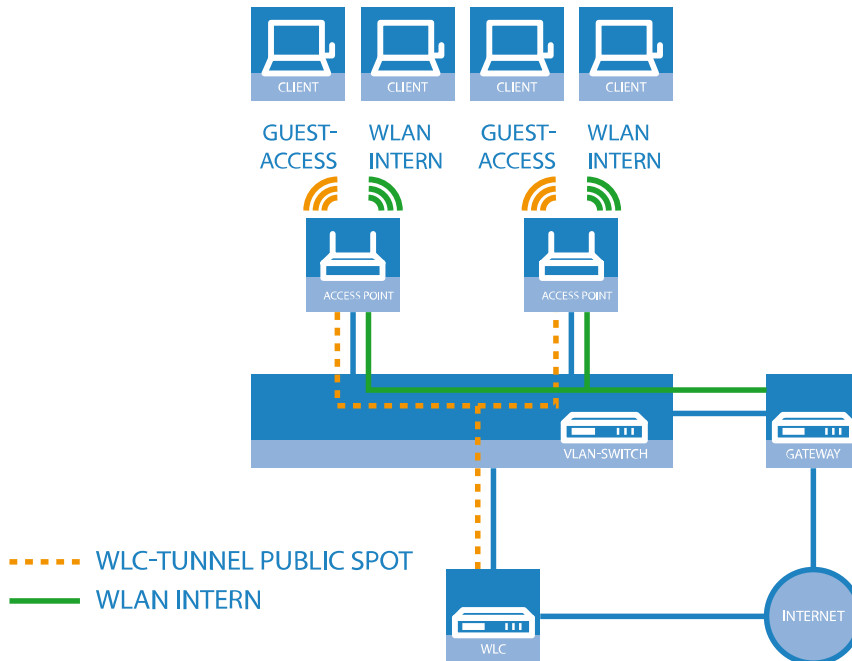 CLIENT
CLIENT
CLIENT
CLIENT
GUEST-
ACCESS
WLAN
INTERN
GUEST-
ACCESS
WLAN
INTERN
ACCESS POINT
ACCESS POINT
VLAN-SWITCH
GATEWAY
WLC-TUNNEL PUBLIC SPOT
WLAN INTERN
WLC
INTERNET